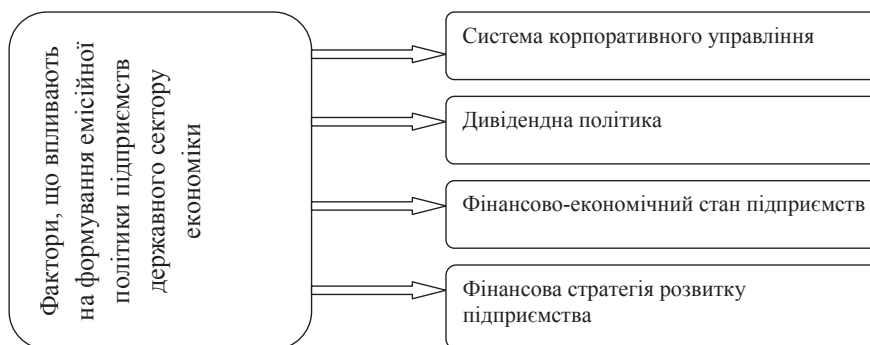 Фактори, що впливають
на формування емісійної
політики підприємств
державного сектору
економіки
Система корпоративного управління
Дивідендна політика
Фінансово-економічний стан підприємств
Фінансова стратегія розвитку
підприємства